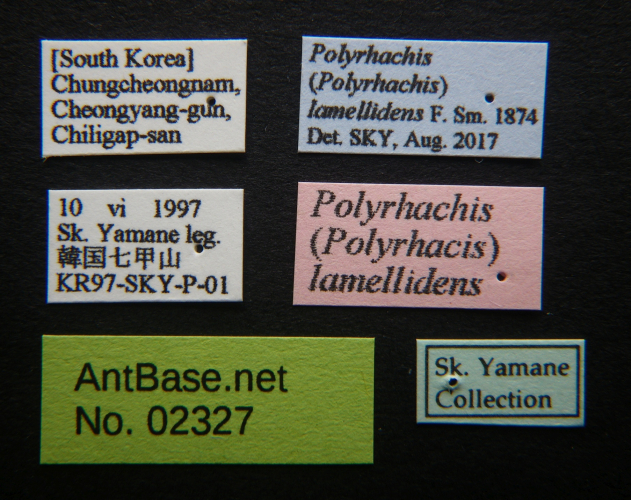 [South Korea]
Chungcheongnam,
Cheongyang-gun,
Chiligap-san
Polyrhachis
(Polyrhachis)
lamellidens F. Sm. 1874
Det. SKY, Aug. 2017
10 vi 1997
Sk. Yamane leg.
韓国七甲山
KR97-SKY-P-01
Polyrhachis
(Polyrhacis)
lamellidens
AntBase.net
No. 02327
Sk. Yamane
Collection